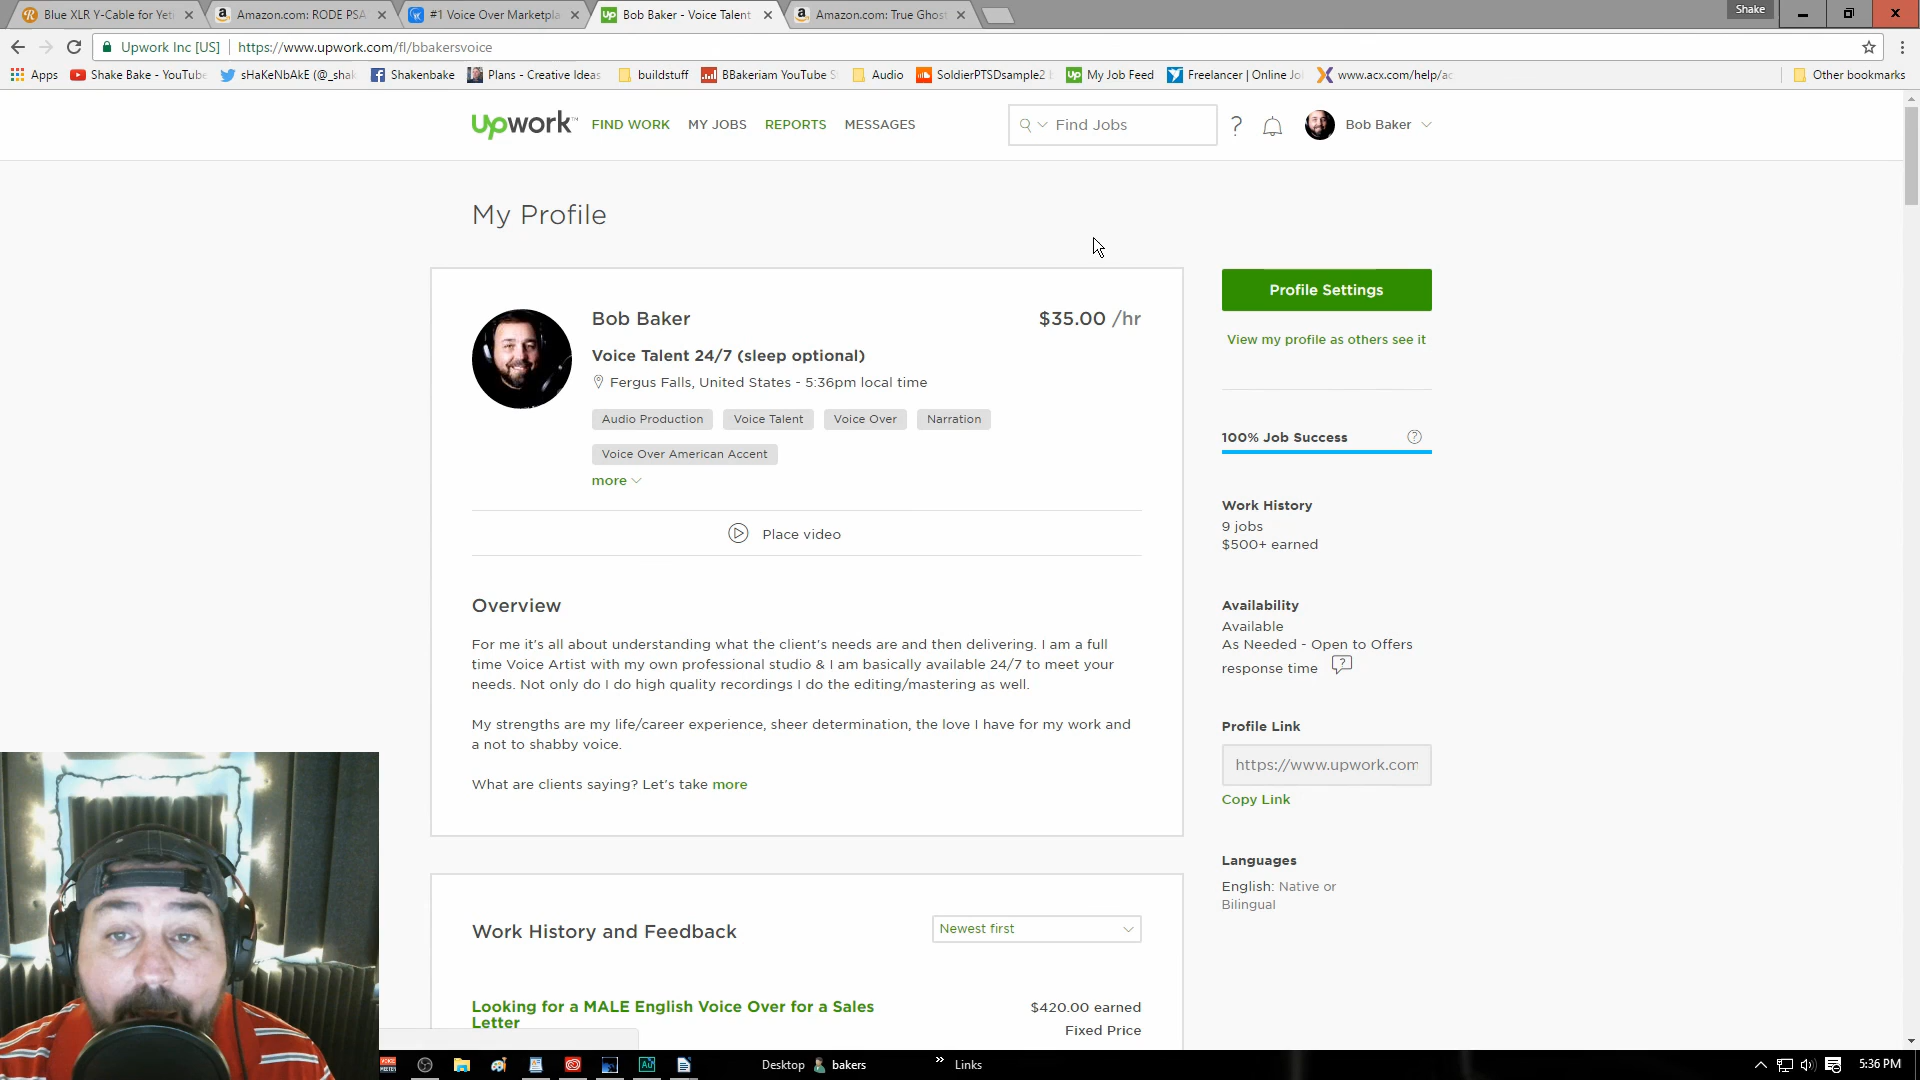 Blue XLR Y-Cable for Yeti
Amazon.com: RODE PSA
#1 Voice Over Marketpla
Bob Baker - Voice Talent
Amazon.com: True Ghost
Shake
Upwork Inc [US]
https://www.upwork.com/fl/bbakersvoice
Apps
Shake Bake - YouTube
sHaKeNbAkE (@_shak
Shakenbake
Plans - Creative Ideas
buildstuff
BBakeriam YouTube S
Audio
SoldierPTSDsample2
My Job Feed
Freelancer | Online Jo
www.acx.com/help/ac
Other bookmarks
upwork™
FIND WORK
MY JOBS
REPORTS
MESSAGES
Find Jobs
?
Bob Baker
My Profile
Bob Baker
$35.00 /hr
Voice Talent 24/7 (sleep optional)
Fergus Falls, United States - 5:36pm local time
Audio Production
Voice Talent
Voice Over
Narration
Voice Over American Accent
more
Place video
Overview
For me it's all about understanding what the client's needs are and then delivering. I am a full
time Voice Artist with my own professional studio & I am basically available 24/7 to meet your
needs. Not only do I do high quality recordings I do the editing/mastering as well.
My strengths are my life/career experience, sheer determination, the love I have for my work and
a not to shabby voice.
What are clients saying? Let's take more
Work History and Feedback
Newest first
Looking for a MALE English Voice Over for a Sales
Letter
$420.00 earned
Fixed Price
Profile Settings
View my profile as others see it
100% Job Success
?
Work History
9 jobs
$500+ earned
Availability
Available
As Needed - Open to Offers
response time
?
Profile Link
https://www.upwork.com
Copy Link
Languages
English: Native or
Bilingual
Au
Desktop
bakers
»
Links
5:36 PM